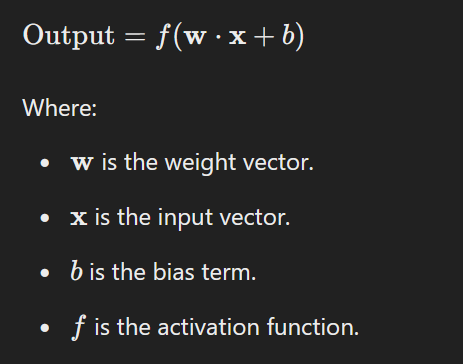 Output = f(w · x + b)
Where:
• w is the weight vector.
• x is the input vector.
• b is the bias term.
• f is the activation function.